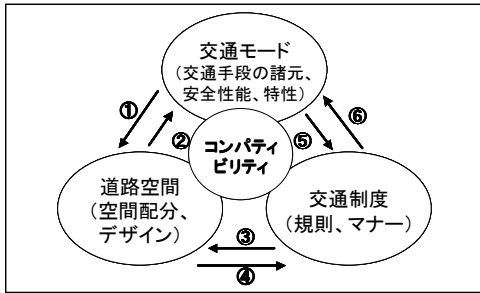 交通モード
(交通手段の諸元、
安全性能、特性)
①
②
コンパティ
ビリティ
⑤
⑥
道路空間
(空間配分、
デザイン)
交通制度
(規則、マナー)
③
④